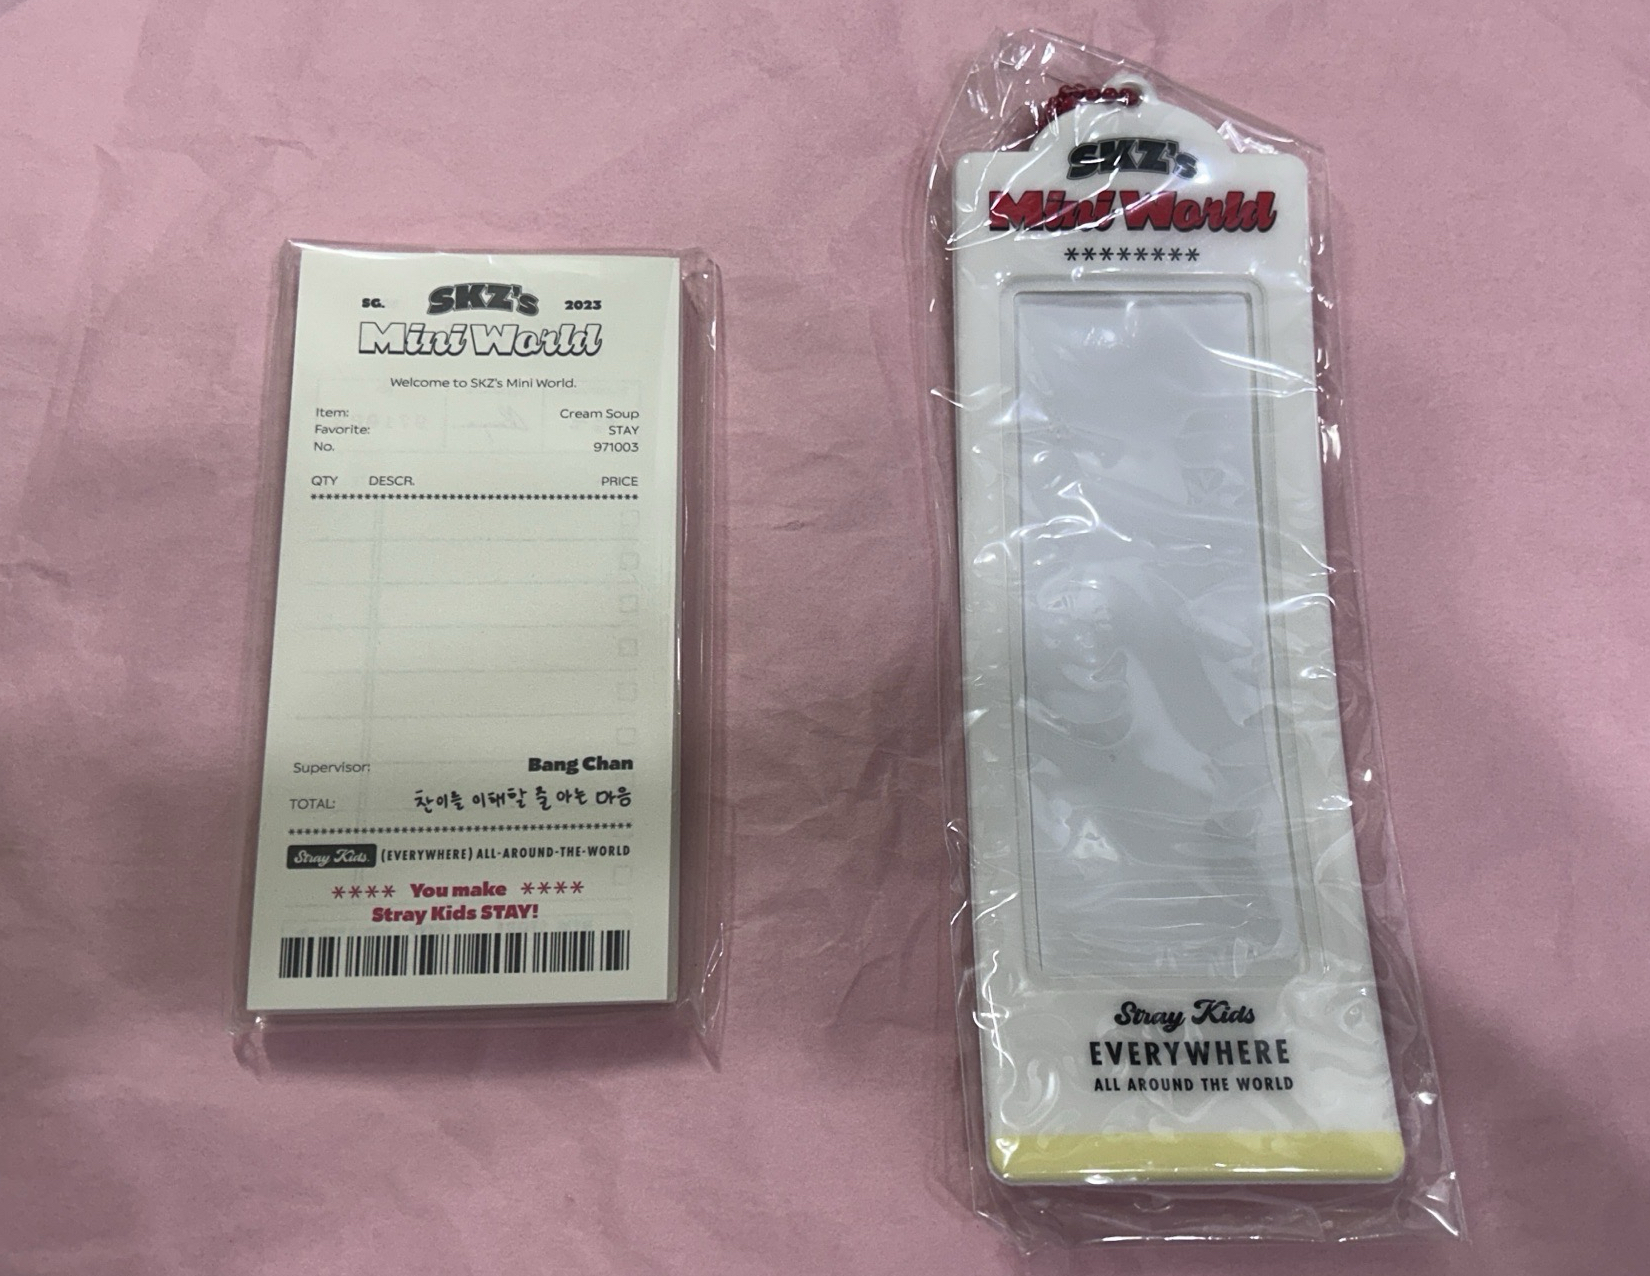 SG. SKZ's 2023
Mini World
Welcome to SKZ's Mini World.
Item: Cream Soup
Favorite: STAY
No. 971003
QTY DESCR. PRICE
****************************************
Supervisor: Bang Chan
TOTAL: 찬이를 이해할 줄 아는 마음
****************************************
Stray Kids. (EVERYWHERE) ALL-AROUND-THE-WORLD
**** You make ****
Stray Kids STAY!
SKZ's
Mini World
********
Stray Kids
EVERYWHERE
ALL AROUND THE WORLD